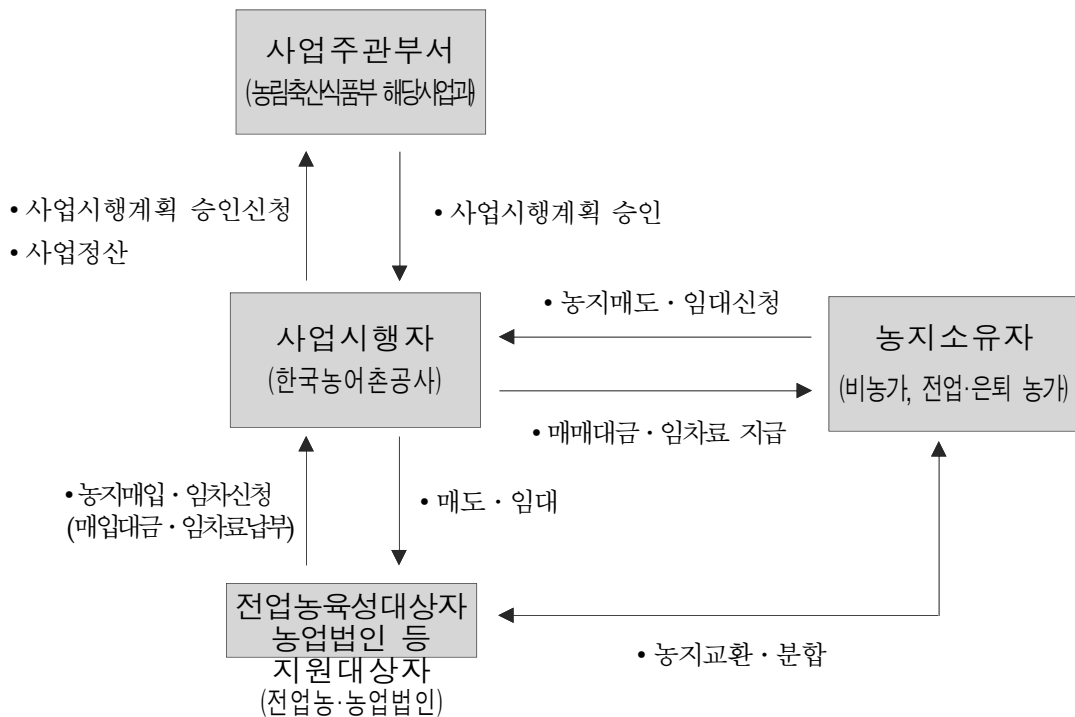 사업주관부서
(농림축산식품부 해당사업과)
• 사업시행계획 승인신청
• 사업정산
• 사업시행계획 승인
사업시행자
(한국농어촌공사)
• 농지매도 · 임대신청
농지소유자
(비농가, 전업·은퇴 농가)
• 매매대금 · 임차료 지급
• 농지매입 · 임차신청
(매입대금 · 임차료납부)
• 매도 · 임대
전업농육성대상자
농업법인 등
지원대상자
(전업농·농업법인)
• 농지교환 · 분합